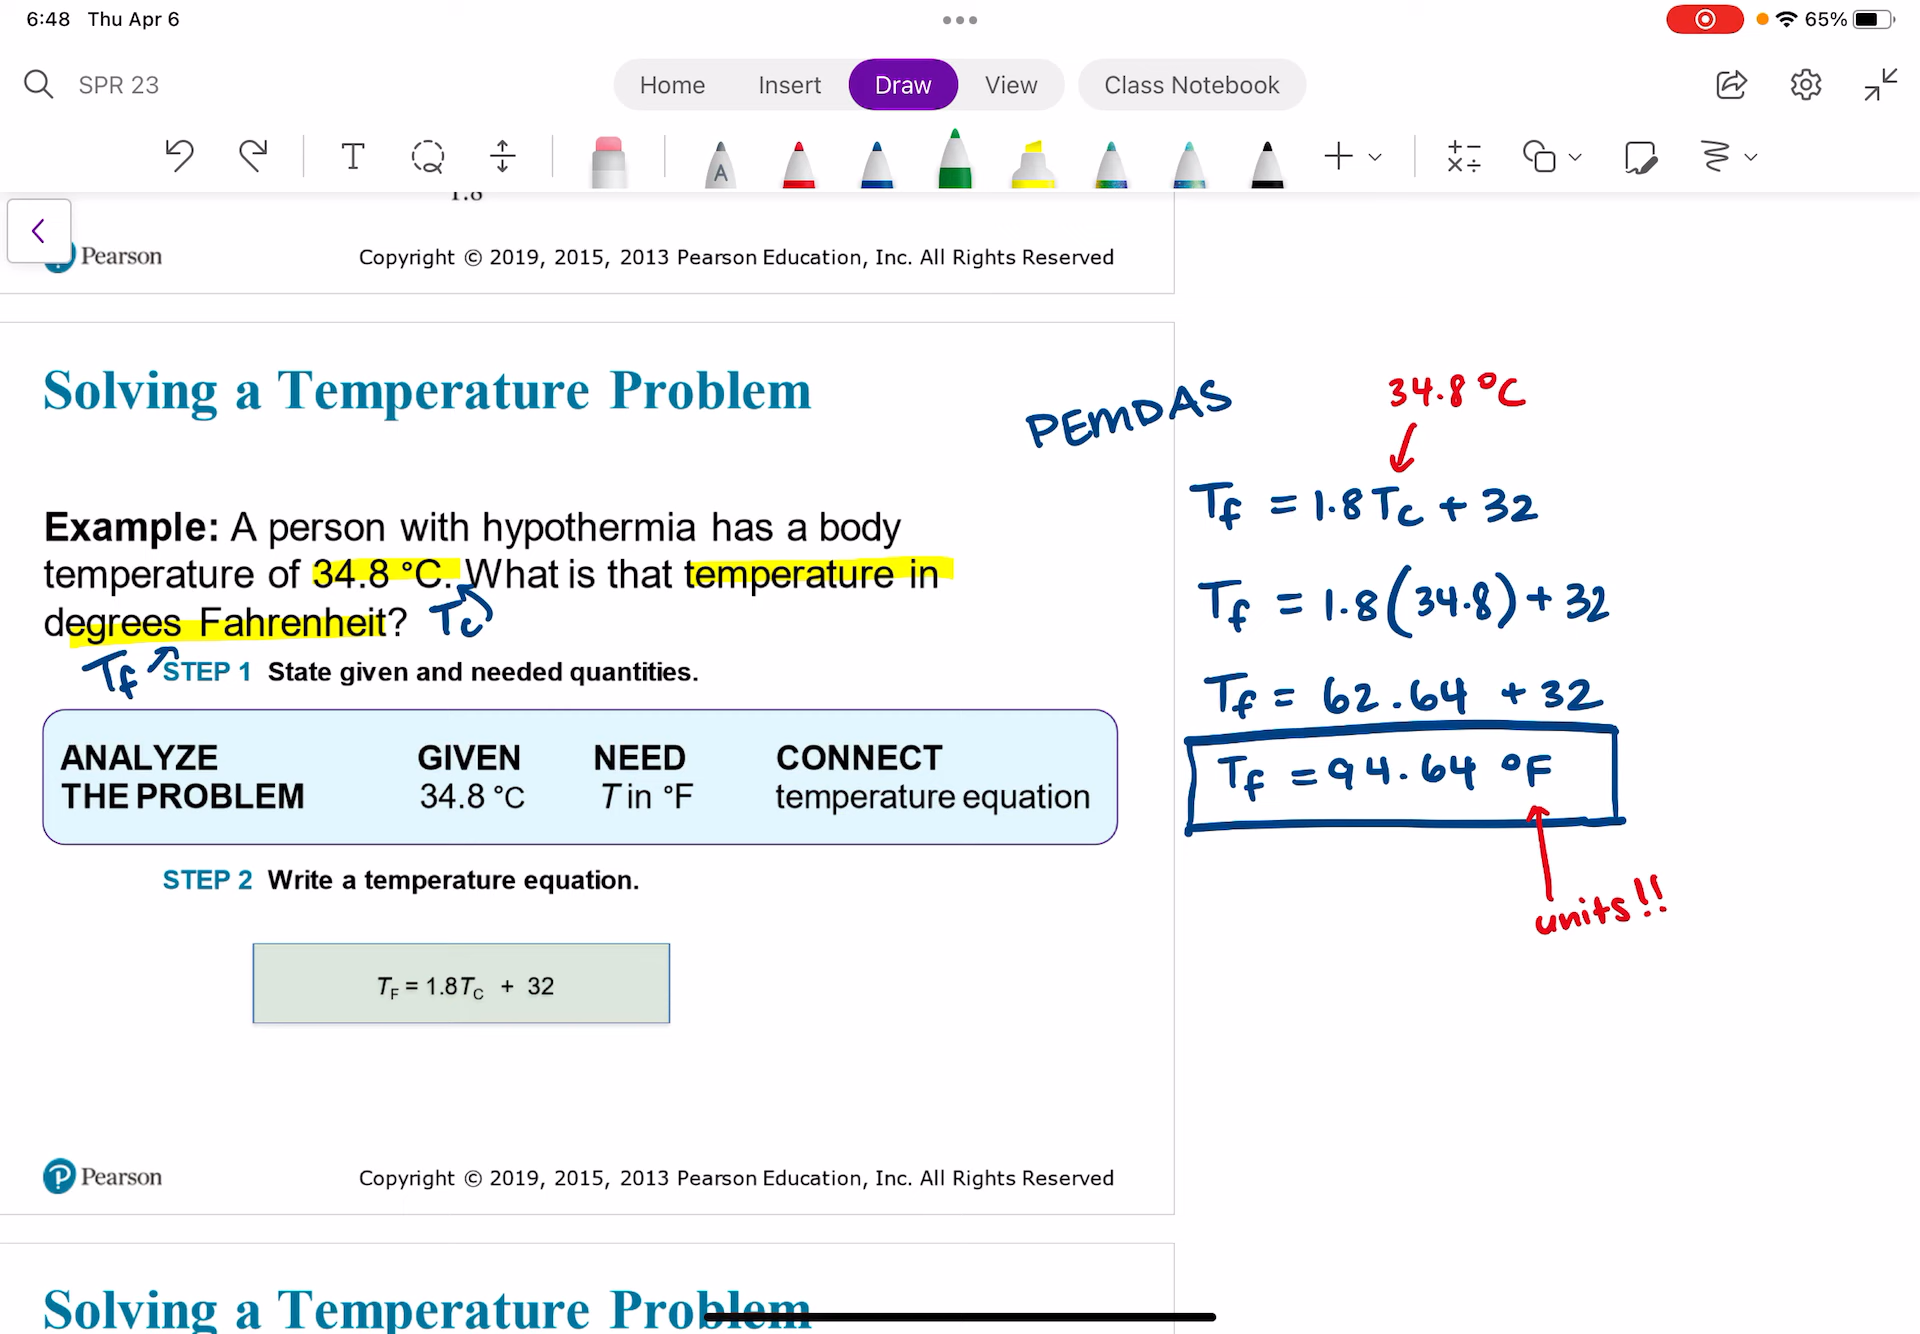 6:48 Thu Apr 6
65%
SPR 23
Home Insert Draw View Class Notebook
T A
1.8
Pearson
Copyright © 2019, 2015, 2013 Pearson Education, Inc. All Rights Reserved
Solving a Temperature Problem
Example: A person with hypothermia has a body
temperature of 34.8 °C. What is that temperature in
degrees Fahrenheit? Tc
Tf STEP 1 State given and needed quantities.
ANALYZE GIVEN NEED CONNECT
THE PROBLEM 34.8 °C T in °F temperature equation
STEP 2 Write a temperature equation.
TF = 1.8TC + 32
Pearson
Copyright © 2019, 2015, 2013 Pearson Education, Inc. All Rights Reserved
Solving a Temperature Problem
PEMDAS
34.8 °C
Tf = 1.8 Tc + 32
Tf = 1.8(34.8) + 32
Tf = 62.64 + 32
Tf = 94.64 °F
units!!